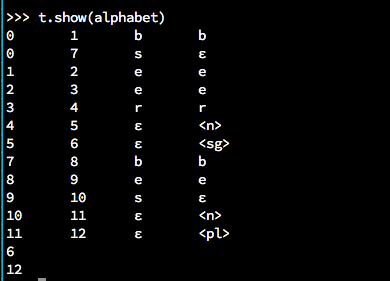 >>> t.show(alphabet)
0 1 b b
0 7 s ε
1 2 e e
2 3 e e
3 4 r r
4 5 ε <n>
5 6 ε <sg>
7 8 b b
8 9 e e
9 10 s ε
10 11 ε <n>
11 12 ε <pl>
6
12